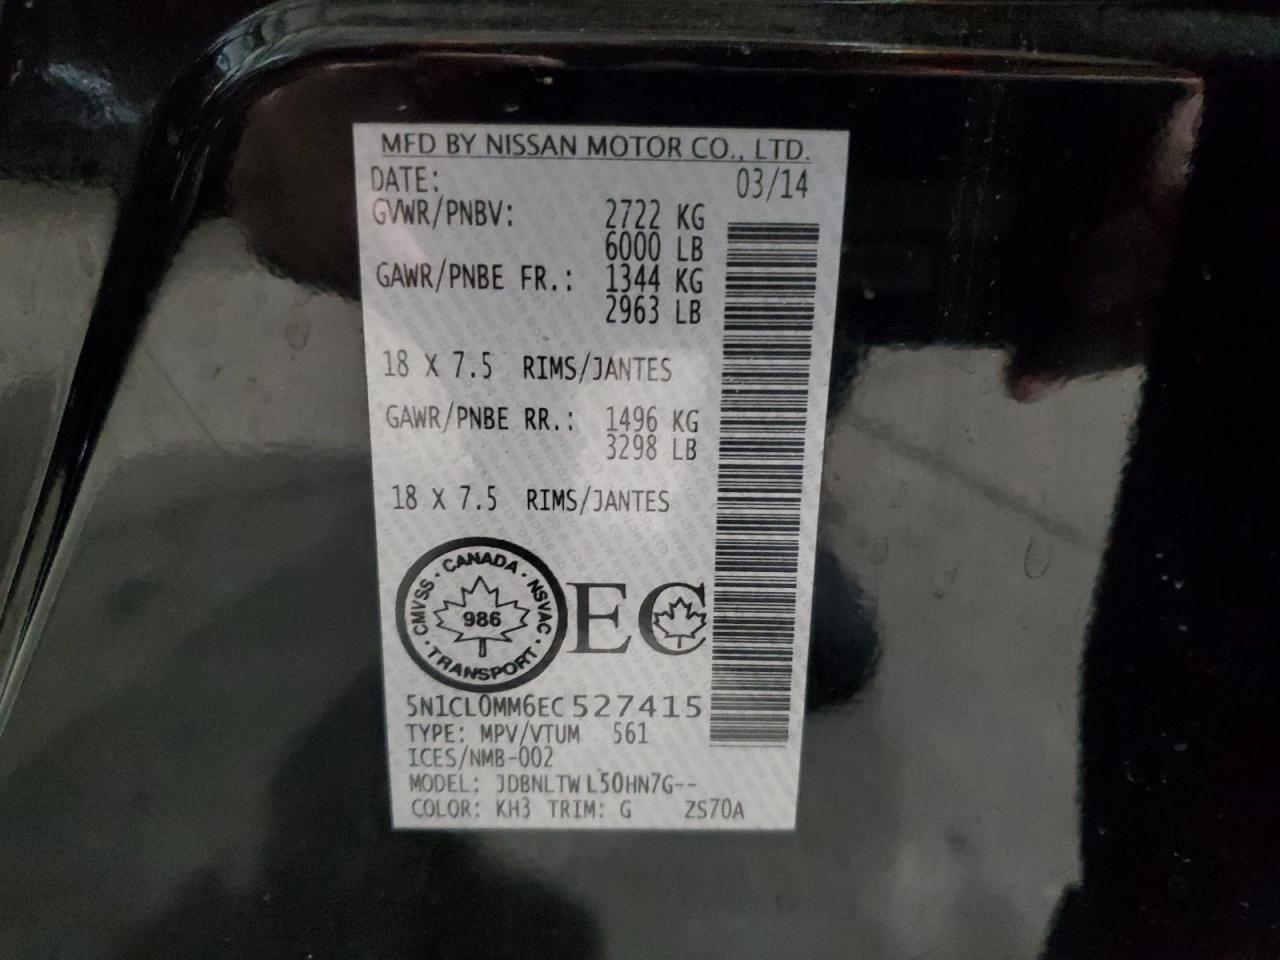 MFD BY NISSAN MOTOR CO., LTD.
DATE: 03/14
GVWR/PNBV: 2722 KG
6000 LB
GAWR/PNBE FR.: 1344 KG
2963 LB
18 X 7.5 RIMS/JANTES
GAWR/PNBE RR.: 1496 KG
3298 LB
18 X 7.5 RIMS/JANTES
CMVSS · CANADA · NSVAC · TRANSPORT ·
986
EC
5N1CL0MM6EC527415
TYPE: MPV/VTUM 561
ICES/NMB-002
MODEL: JDBNLTW L50HN7G--
COLOR: KH3 TRIM: G ZS70A